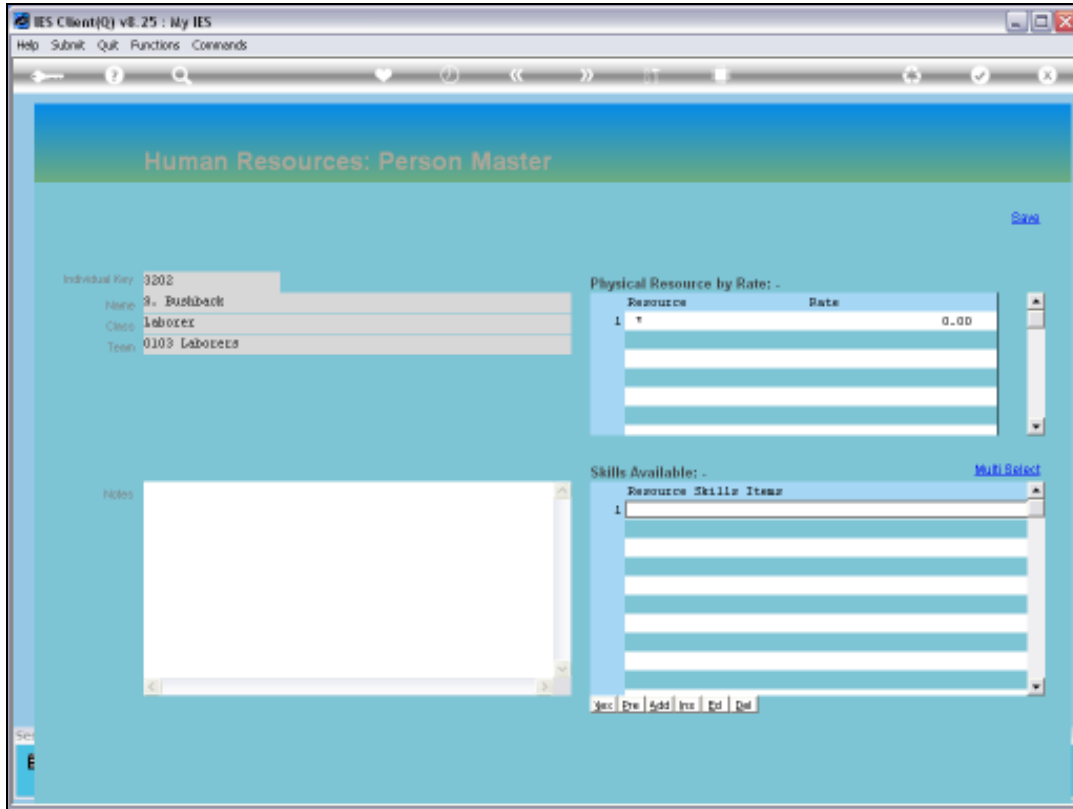 IES Client(Q) v8.25 : My IES
Help Submit Quit Functions Commands
Human Resources: Person Master
Save
Individual Key 3202
Name S. Bushback
Class Laborer
Team 0103 Laborers
Physical Resource by Rate: -
Resource Rate
1 * 0.00
Notes
Skills Available: -
Multi Select
Resource Skills Items
1
Pre Add Ins Ed Del